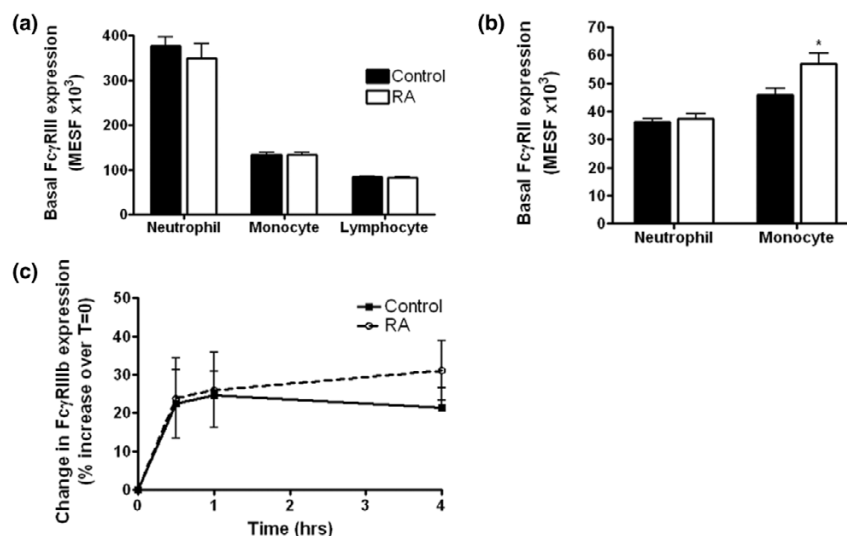 (a)
Basal FcγRIII expression
(MESF x10³)
400
300
200
100
0
Control
RA
Neutrophil Monocyte Lymphocyte
(b)
Basal FcγRII expression
(MESF x10³)
70
60
50
40
30
20
10
0
*
Neutrophil Monocyte
(c)
Change in FcγRIIIb expression
(% increase over T=0)
50
40
30
20
10
0
Control
RA
0 1 2 3 4
Time (hrs)